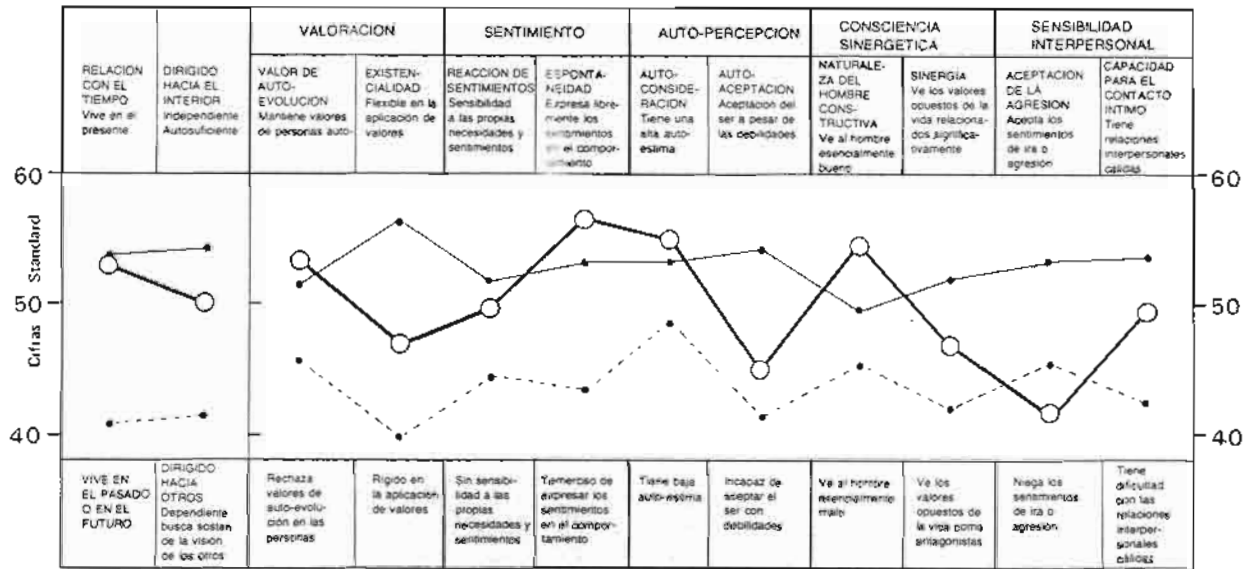 VALORACION
SENTIMIENTO
AUTO-PERCEPCION
CONSCIENCIA
SINERGETICA
SENSIBILIDAD
INTERPERSONAL
RELACION
CON EL
TIEMPO
Vive en el
presente
DIRIGIDO
HACIA EL
INTERIOR
Independiente
Autosuficiente
VALOR DE
AUTO-
EVOLUCION
Mantiene valores
de personas auto-
EXISTEN-
CIALIDAD
Flexible en la
aplicación de
valores
REACCION DE
SENTIMIENTOS
Sensibilidad
a las propias
necesidades y
sentimientos
ESPONTA-
NEIDAD
Expresa libre-
mente los
sentimientos
en el compor-
tamiento
AUTO-
CONSIDE-
RACION
Tiene una
alta auto-
estima
AUTO-
ACEPTACION
Aceptación del
ser a pesar de
las debilidades
NATURALE-
ZA DEL
HOMBRE
CONS-
TRUCTIVA
Ve al hombre
esencialmente
bueno
SINERGIA
Ve los valores
opuestos de la
vida relaciona-
dos significa-
tivamente
ACEPTACION
DE LA
AGRESION
Acepta los
sentimientos
de ira o
agresión
CAPACIDAD
PARA EL
CONTACTO
INTIMO
Tiene
relaciones
interpersonales
cálidas
60
60
Cifras Standard
50
50
40
40
VIVE EN
EL PASADO
O EN EL
FUTURO
DIRIGIDO
HACIA
OTROS
Dependiente
busca sostén
de la visión
de los otros
Rechaza
valores de
auto-evolu-
ción en las
personas
Rígido en
la aplicación
de valores
Sin sensibi-
lidad a las
propias
necesidades y
sentimientos
Temeroso de
expresar los
sentimientos
en el compor-
tamiento
Tiene baja
auto-estima
Incapaz de
aceptar el
ser con
debilidades
Ve al hombre
esencialmente
malo
Ve los
valores
opuestos de
la vida como
antagonistas
Niega los
sentimientos
de ira o
agresión
Tiene
dificultad
con las
relaciones
interper-
sonales
cálidas